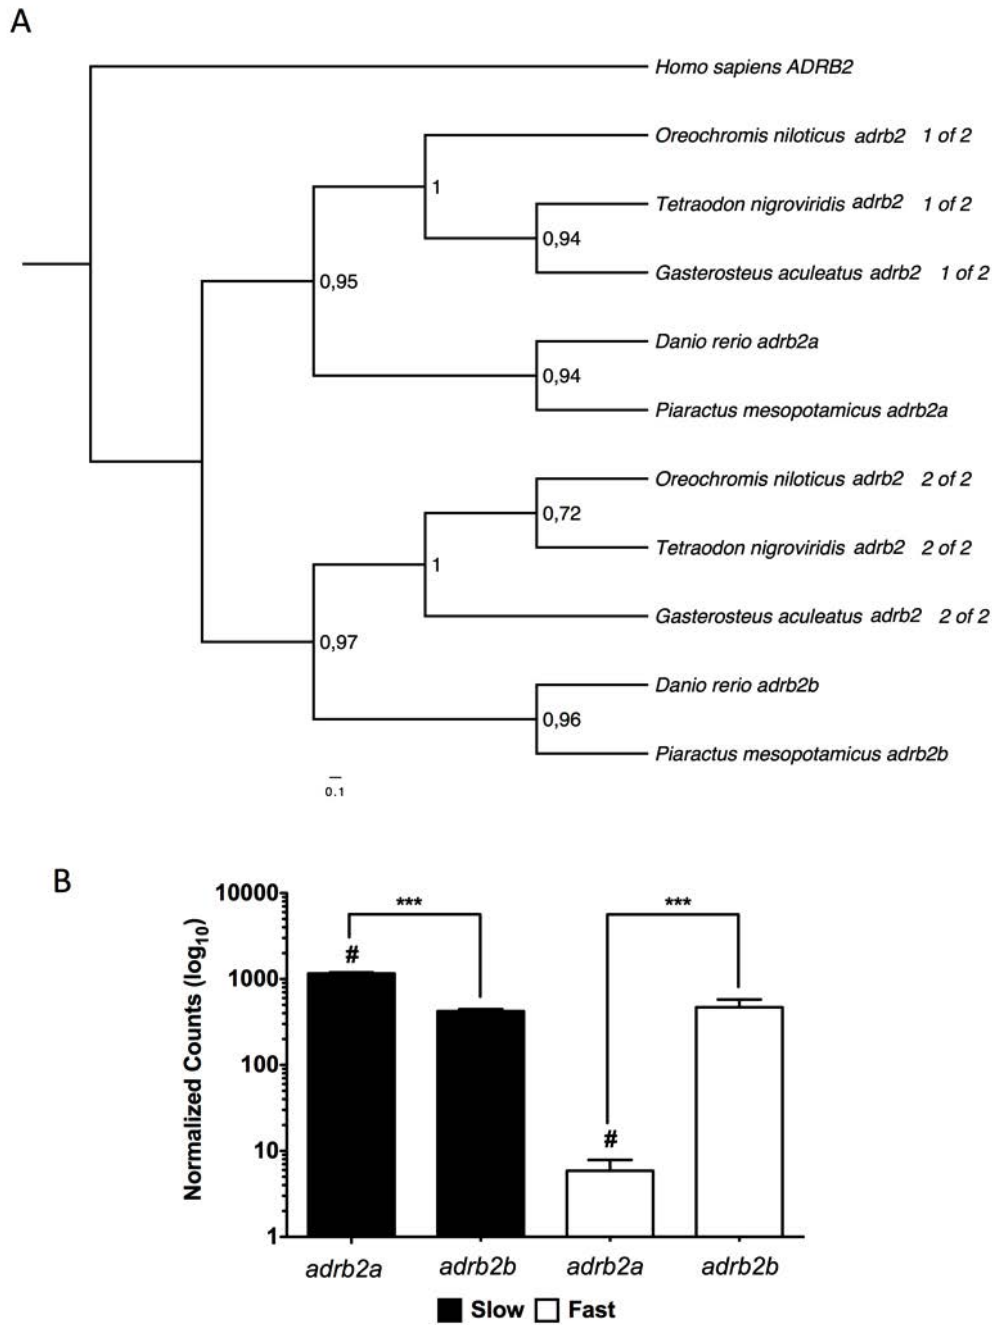 A
Homo sapiens ADRB2
Oreochromis niloticus adrb2 1 of 2
1
Tetraodon nigroviridis adrb2 1 of 2
0,94
Gasterosteus aculeatus adrb2 1 of 2
0,95
Danio rerio adrb2a
0,94
Piaractus mesopotamicus adrb2a
Oreochromis niloticus adrb2 2 of 2
0,72
Tetraodon nigroviridis adrb2 2 of 2
1
Gasterosteus aculeatus adrb2 2 of 2
0,97
Danio rerio adrb2b
0,96
Piaractus mesopotamicus adrb2b
0.1
B
Normalized Counts (log10)
10000
1000
100
10
1
***
***
#
#
adrb2a adrb2b adrb2a adrb2b
Slow Fast